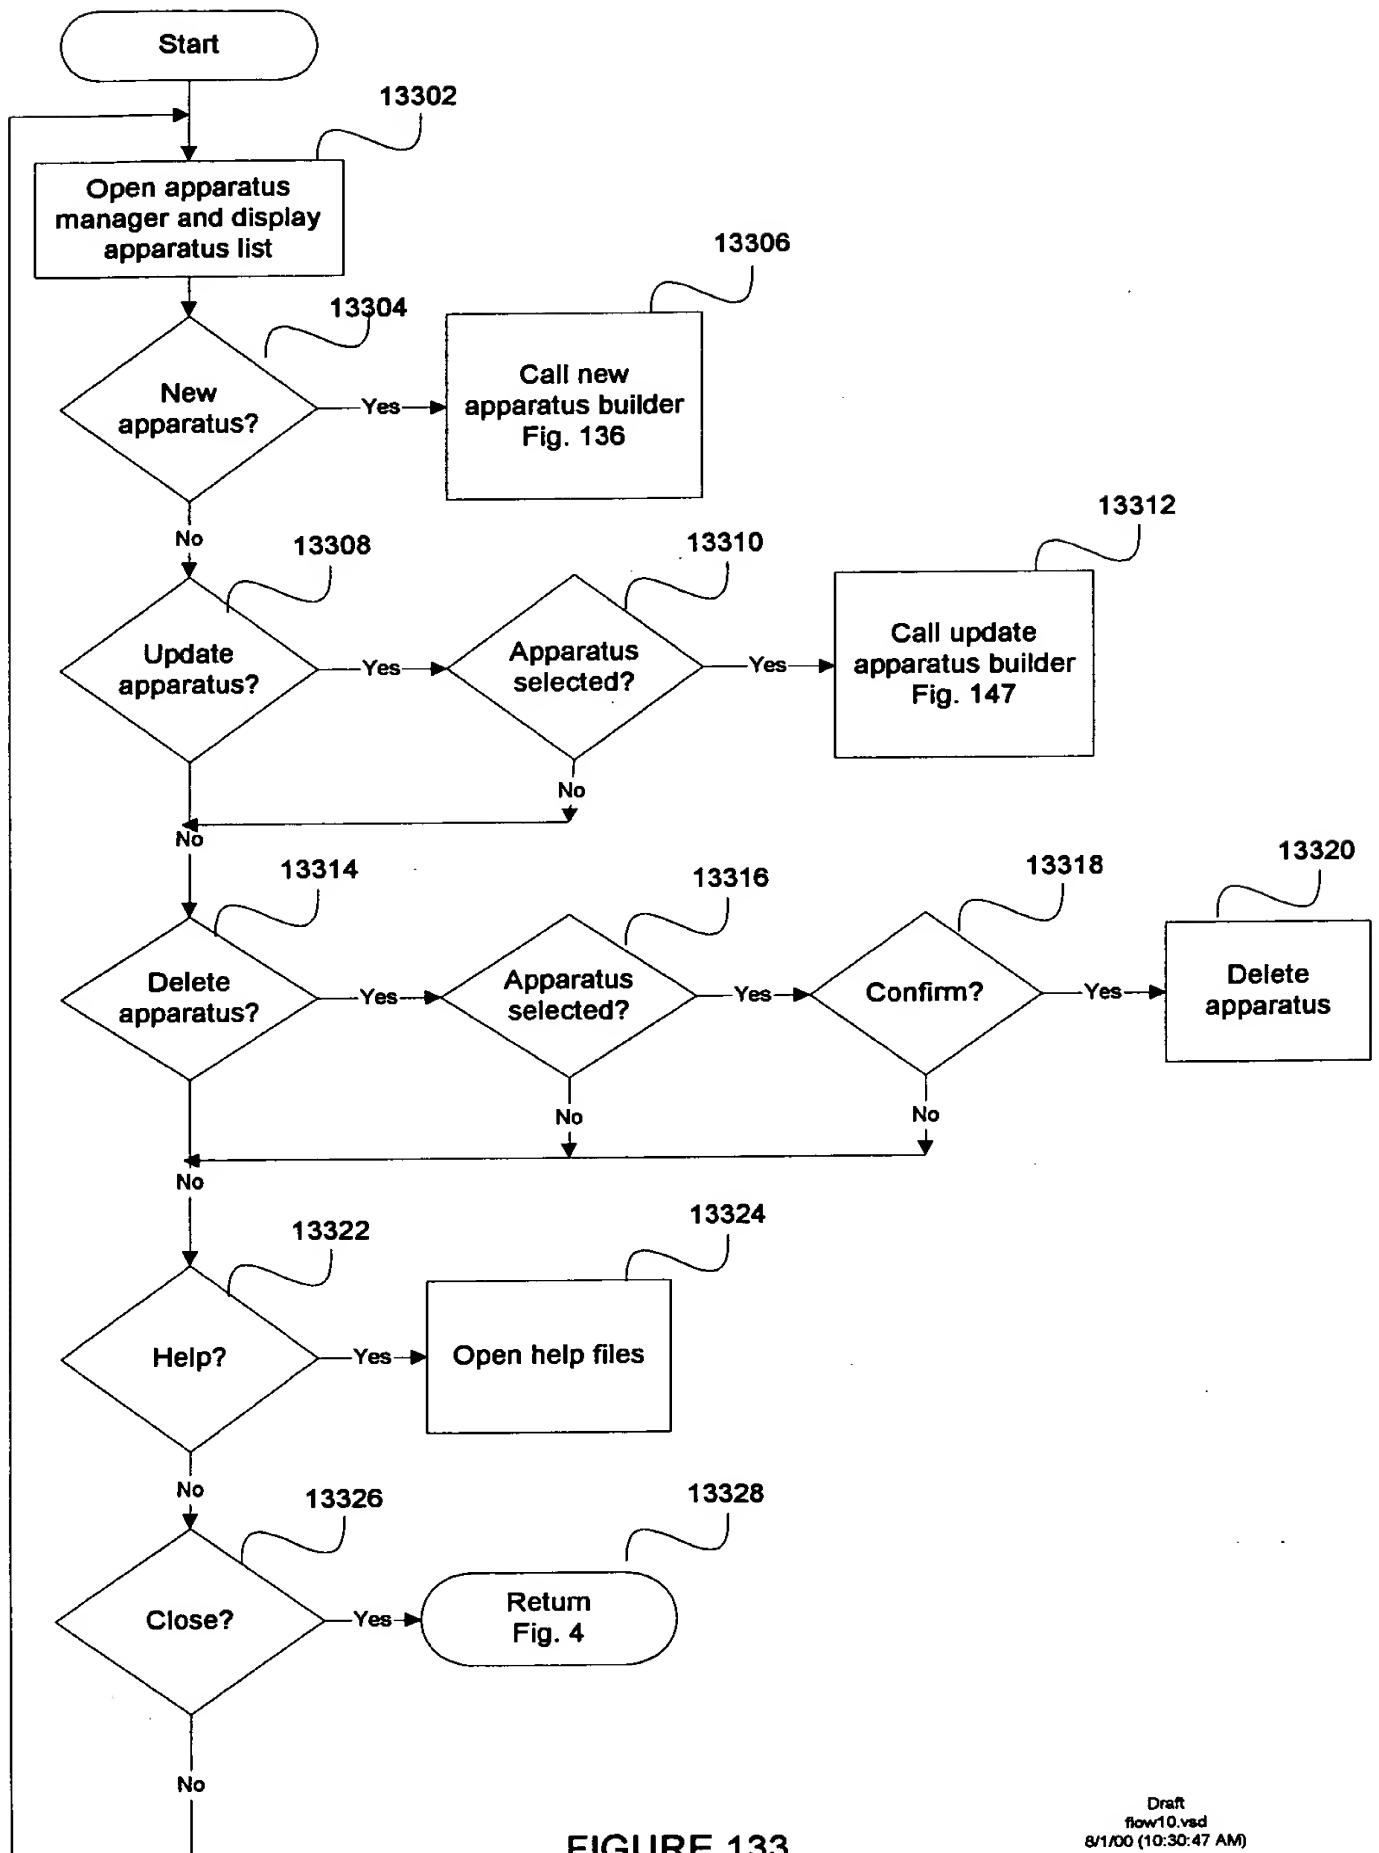 Start
13302
Open apparatus
manager and display
apparatus list
13304
13306
New
apparatus?
Yes
Call new
apparatus builder
Fig. 136
No
13308
13310
13312
Update
apparatus?
Yes
Apparatus
selected?
Yes
Call update
apparatus builder
Fig. 147
No
No
13314
13316
13318
13320
Delete
apparatus?
Yes
Apparatus
selected?
Yes
Confirm?
Yes
Delete
apparatus
No
No
No
13322
13324
Help?
Yes
Open help files
No
13326
13328
Close?
Yes
Return
Fig. 4
No
FIGURE 133
Draft
flow10.vsd
8/1/00 (10:30:47 AM)